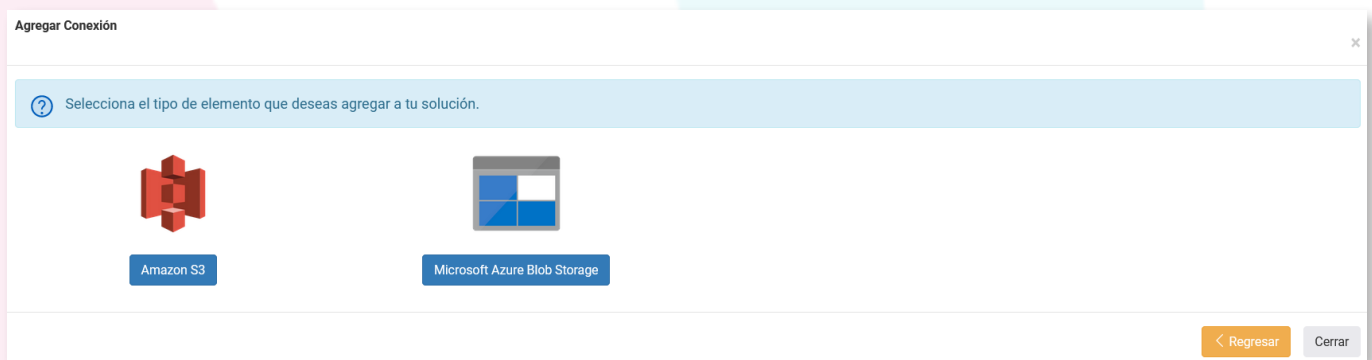 Agregar Conexión
×
Selecciona el tipo de elemento que deseas agregar a tu solución.
Amazon S3
Microsoft Azure Blob Storage
Regresar
Cerrar